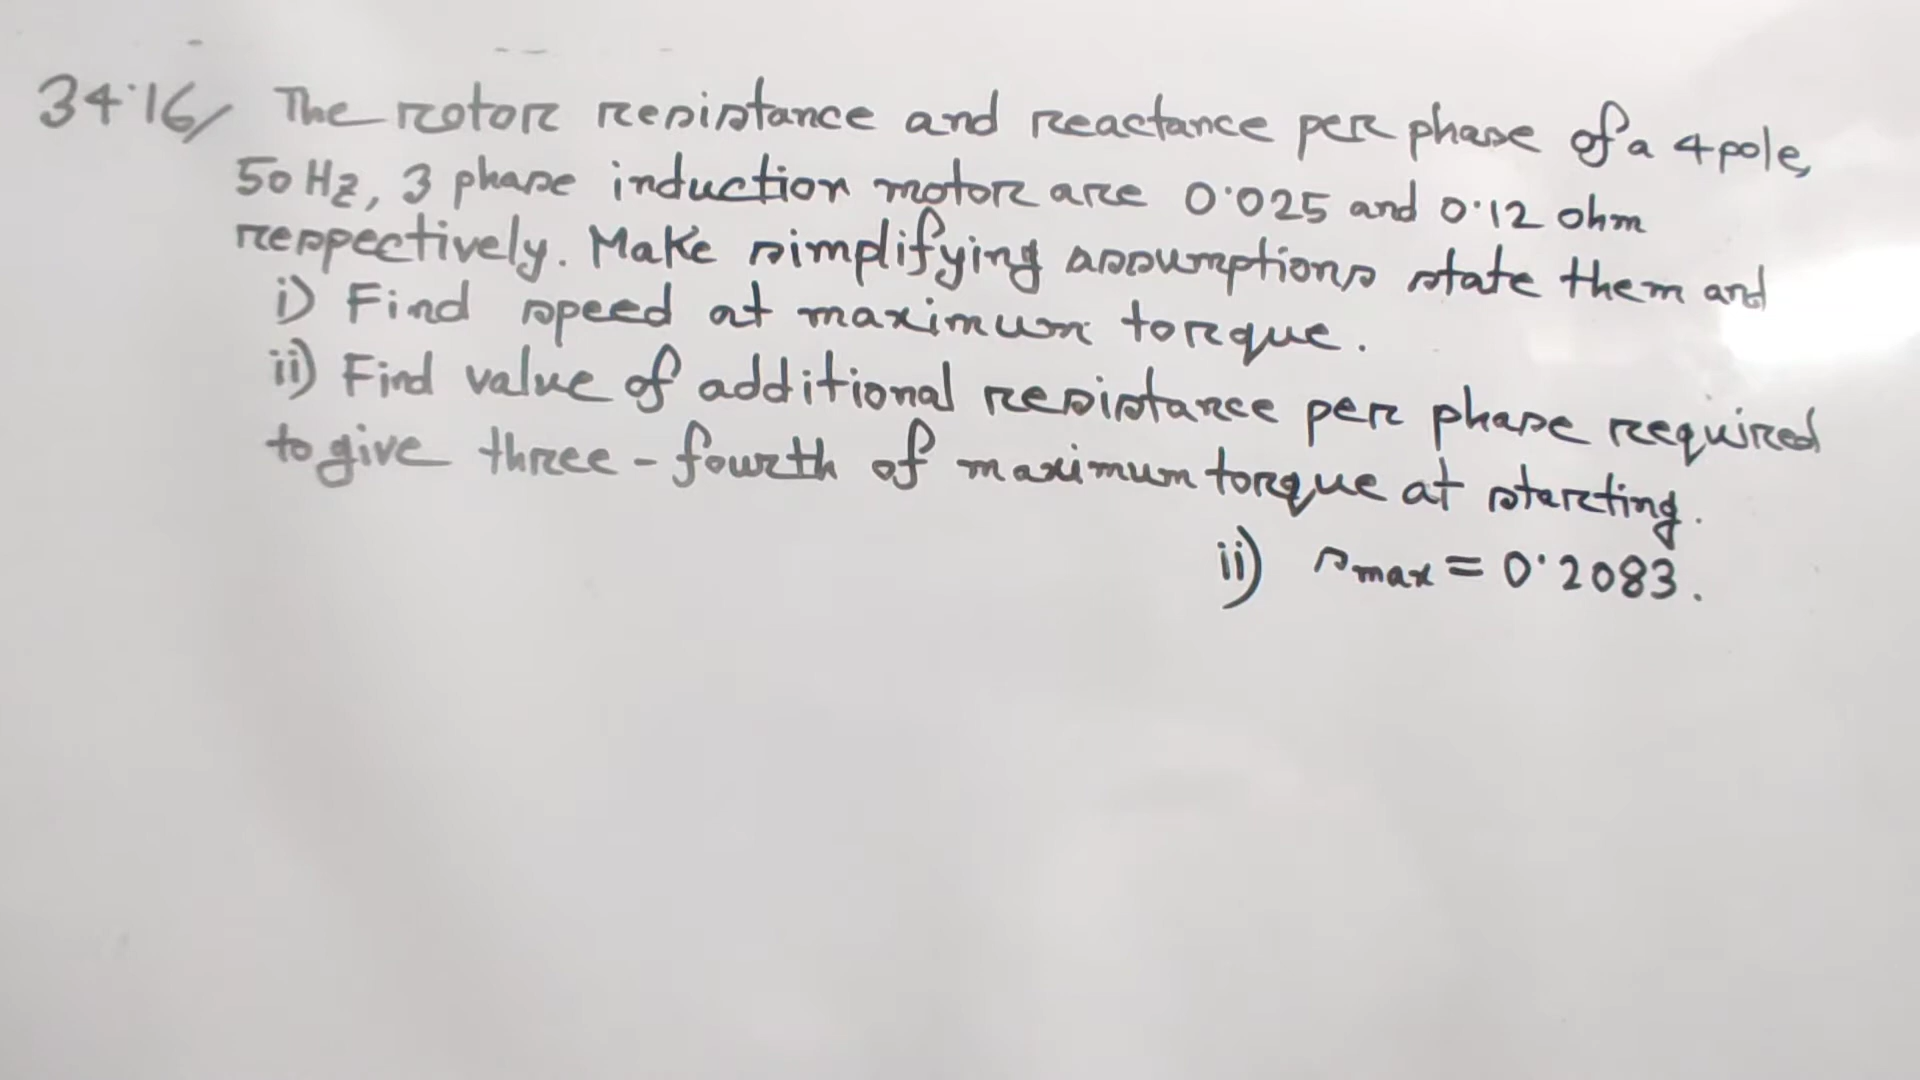 34.16/ The rotor resistance and reactance per phase of a 4 pole,
50 Hz, 3 phase induction motor are 0.025 and 0.12 ohm
respectively. Make simplifying assumptions state them and
i) Find speed at maximum torque.
ii) Find value of additional resistance per phase required
to give three-fourth of maximum torque at starting.
ii) smax = 0.2083.